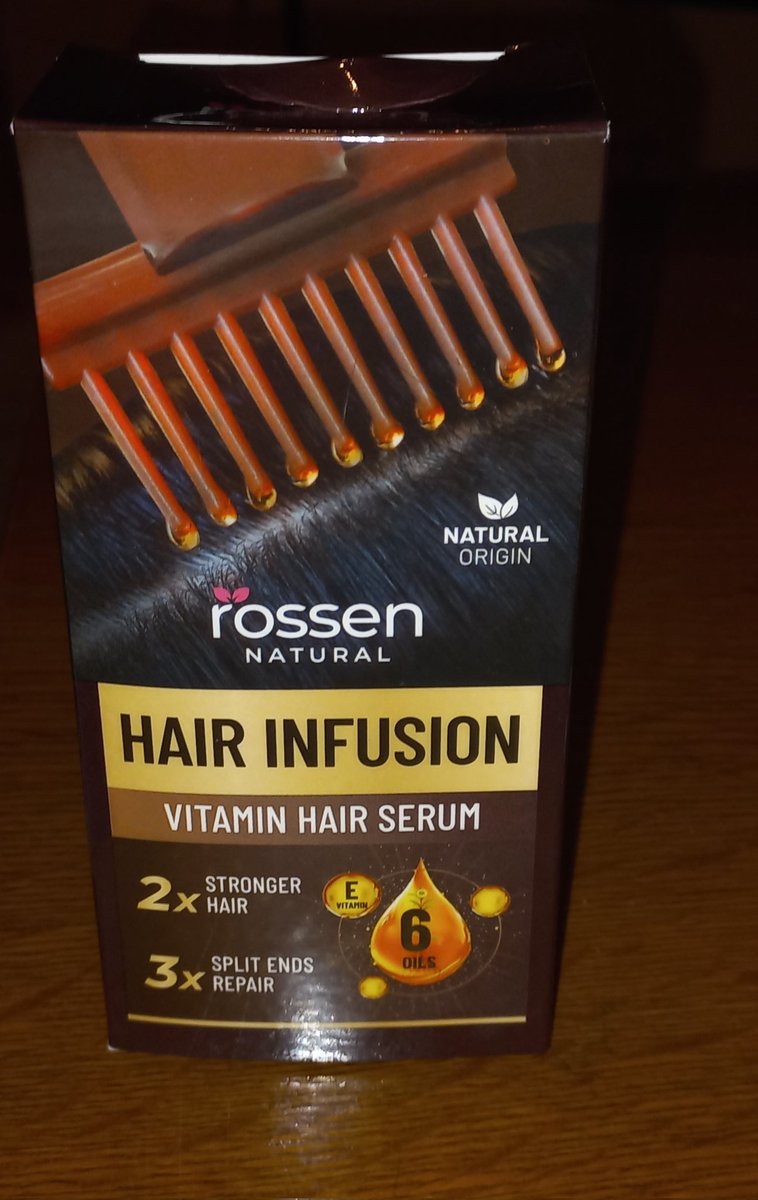 NATURAL
ORIGIN
rossen
NATURAL
HAIR INFUSION
VITAMIN HAIR SERUM
2x STRONGER
HAIR
E
VITAMIN
6
OILS
3x SPLIT ENDS
REPAIR